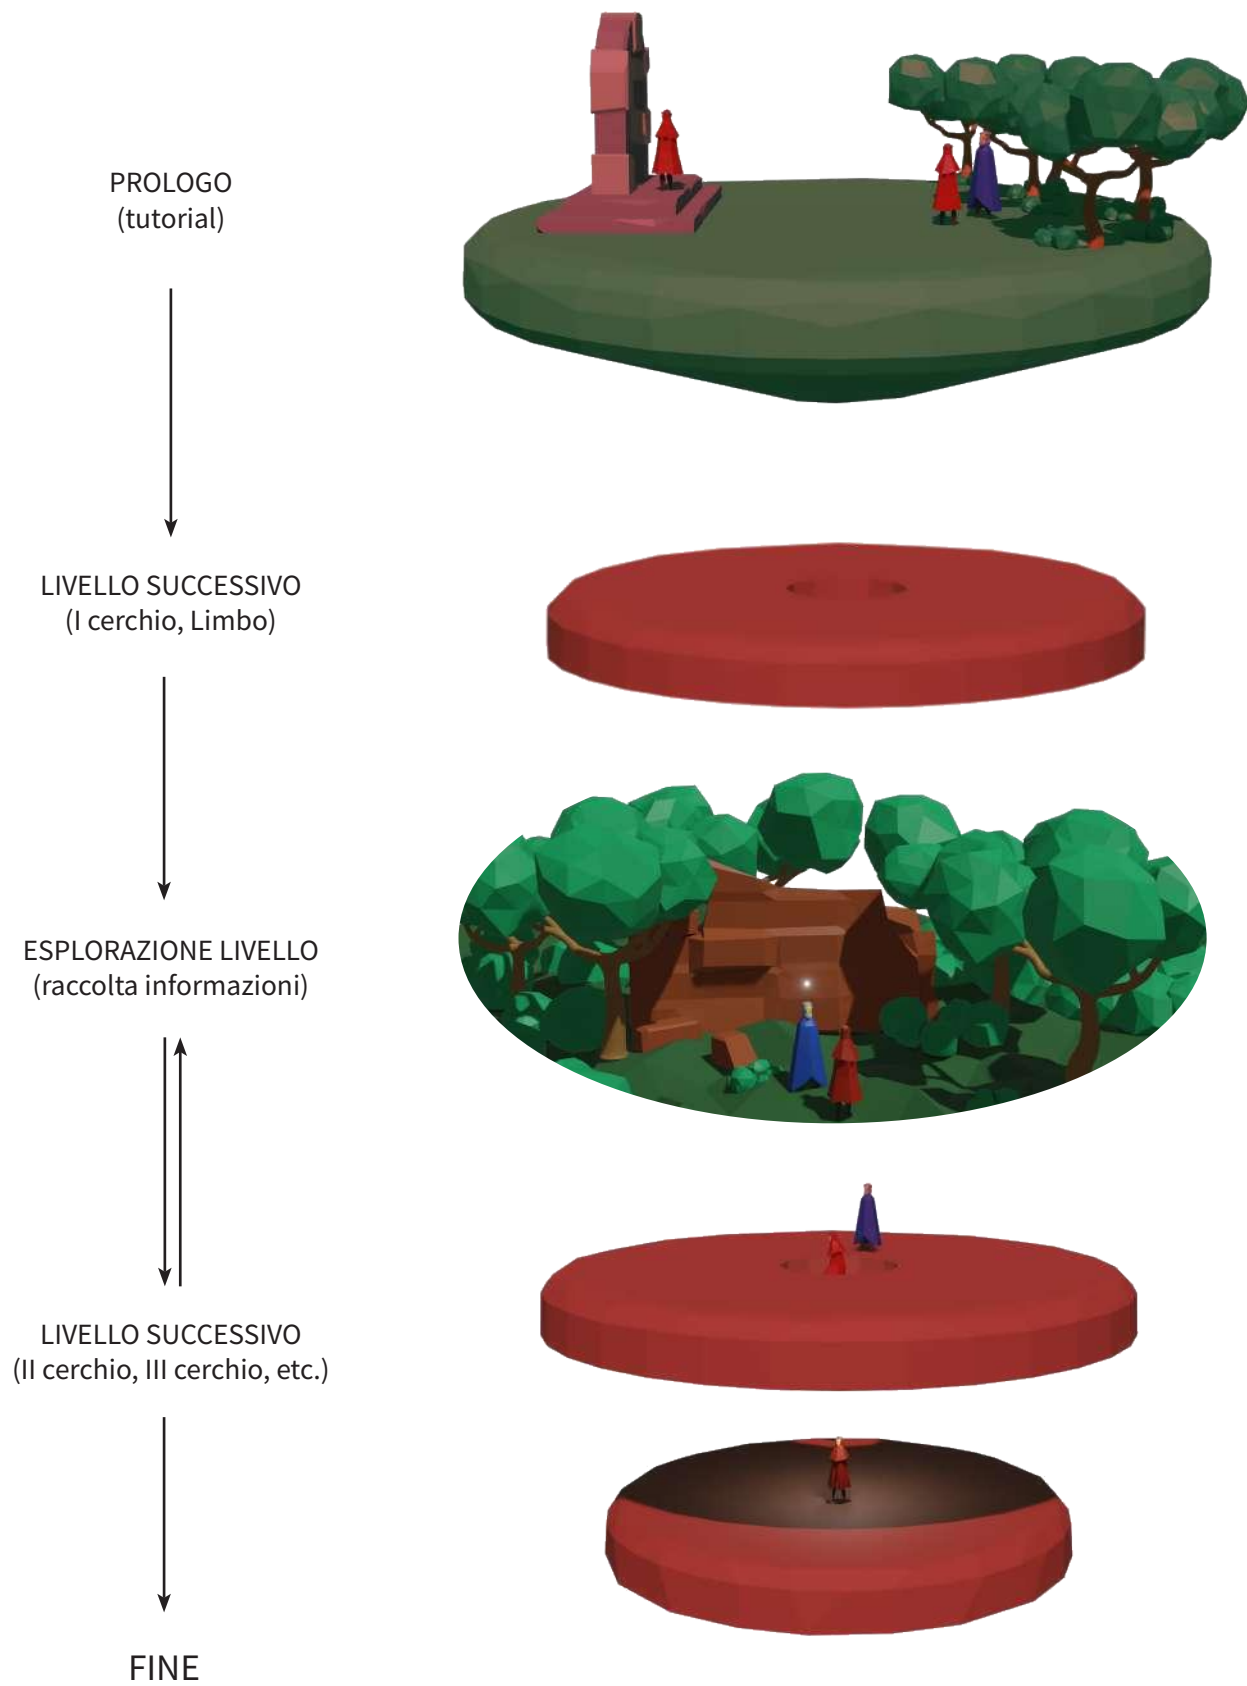 PROLOGO
(tutorial)
LIVELLO SUCCESSIVO
(I cerchio, Limbo)
ESPLORAZIONE LIVELLO
(raccolta informazioni)
LIVELLO SUCCESSIVO
(II cerchio, III cerchio, etc.)
FINE